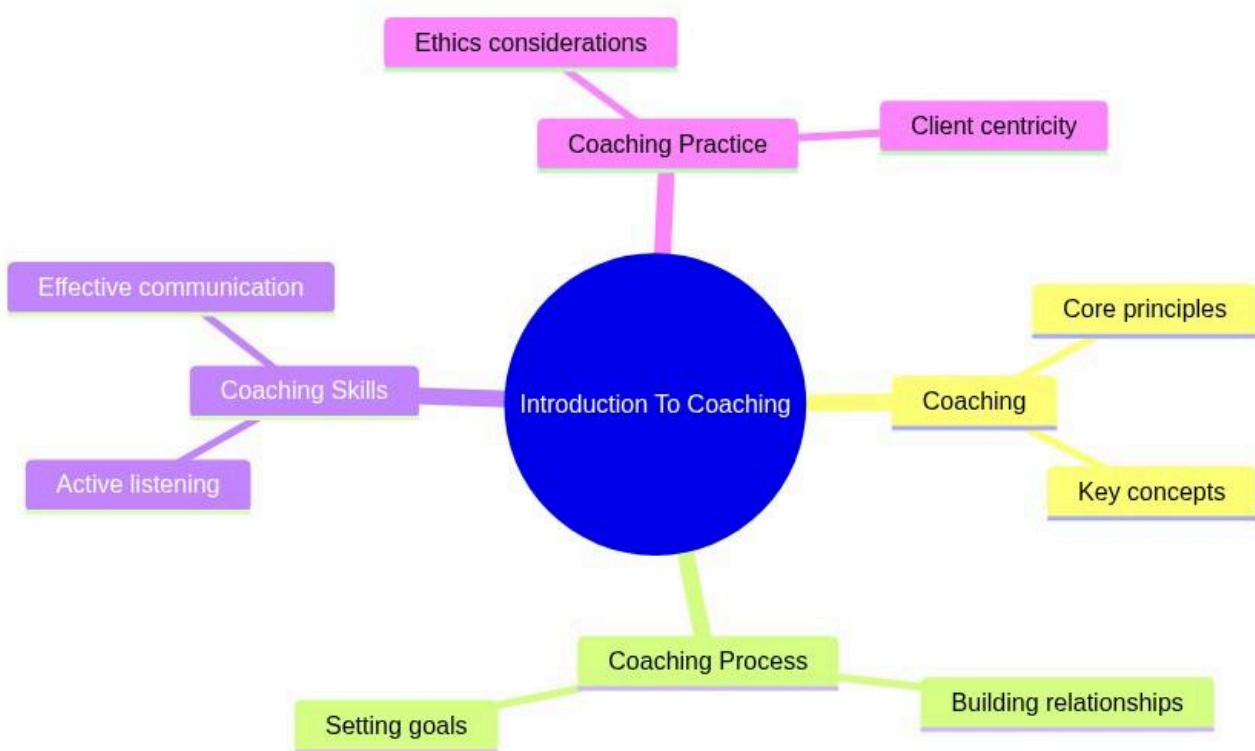 Ethics considerations
Client centricity
Coaching Practice
Effective communication
Core principles
Coaching Skills
Introduction To Coaching
Coaching
Active listening
Key concepts
Coaching Process
Building relationships
Setting goals